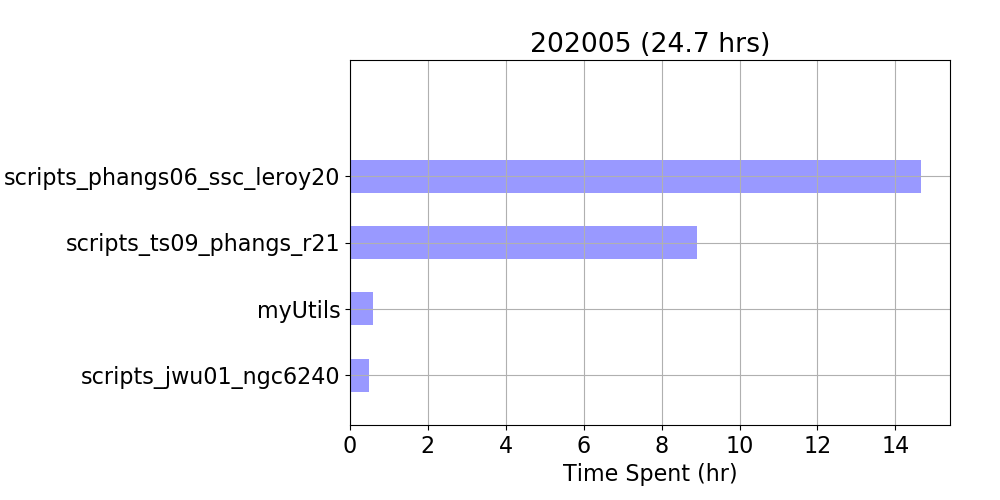 202005 (24.7 hrs)
scripts_phangs06_ssc_leroy20
scripts_ts09_phangs_r21
myUtils
scripts_jwu01_ngc6240
0 2 4 6 8 10 12 14
Time Spent (hr)